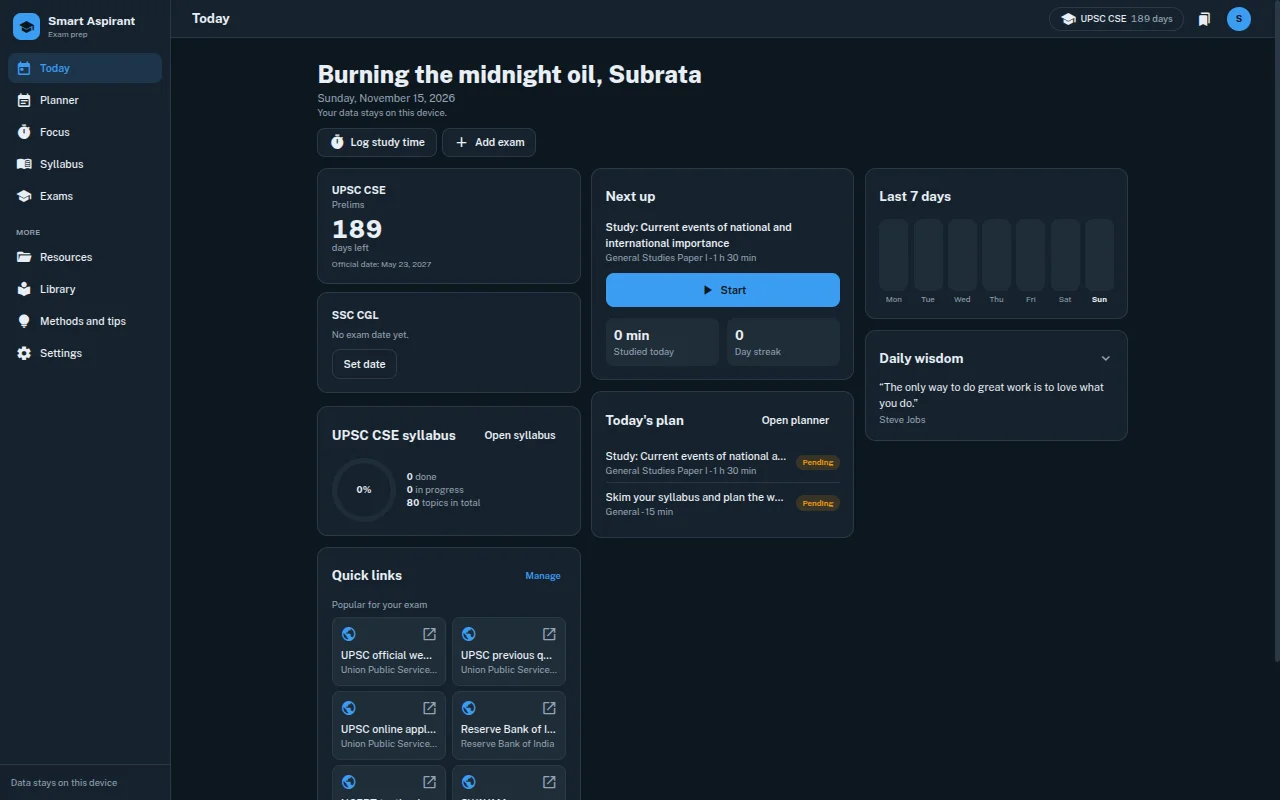 Smart Aspirant
Exam prep
Today
Planner
Focus
Syllabus
Exams
MORE
Resources
Library
Methods and tips
Settings
Data stays on this device
Today
UPSC CSE 189 days
S
Burning the midnight oil, Subrata
Sunday, November 15, 2026
Your data stays on this device.
Log study time
Add exam
UPSC CSE
Prelims
189
days left
Official date: May 23, 2027
SSC CGL
No exam date yet.
Set date
UPSC CSE syllabus
Open syllabus
0%
0 done
0 in progress
80 topics in total
Quick links
Manage
Popular for your exam
UPSC official we...
Union Public Service...
UPSC previous q...
Union Public Service...
UPSC online appl...
Union Public Service...
Reserve Bank of I...
Reserve Bank of India
Next up
Study: Current events of national and
international importance
General Studies Paper I · 1 h 30 min
Start
0 min
Studied today
0
Day streak
Today's plan
Open planner
Study: Current events of national a...
General Studies Paper I · 1 h 30 min
Pending
Skim your syllabus and plan the w...
General · 15 min
Pending
Last 7 days
Mon
Tue
Wed
Thu
Fri
Sat
Sun
Daily wisdom
“The only way to do great work is to love what
you do.”
Steve Jobs